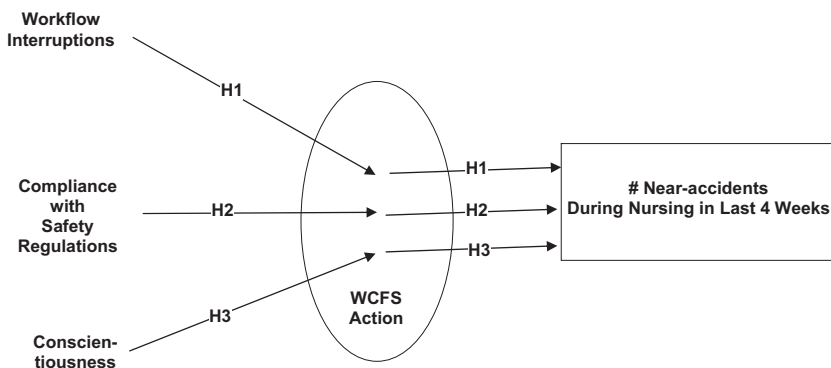 Workflow
Interruptions
H1
H1
Compliance
with
Safety
Regulations
H2
H2
# Near-accidents
During Nursing in Last 4 Weeks
H3
H3
WCFS
Action
Conscien-
tiousness